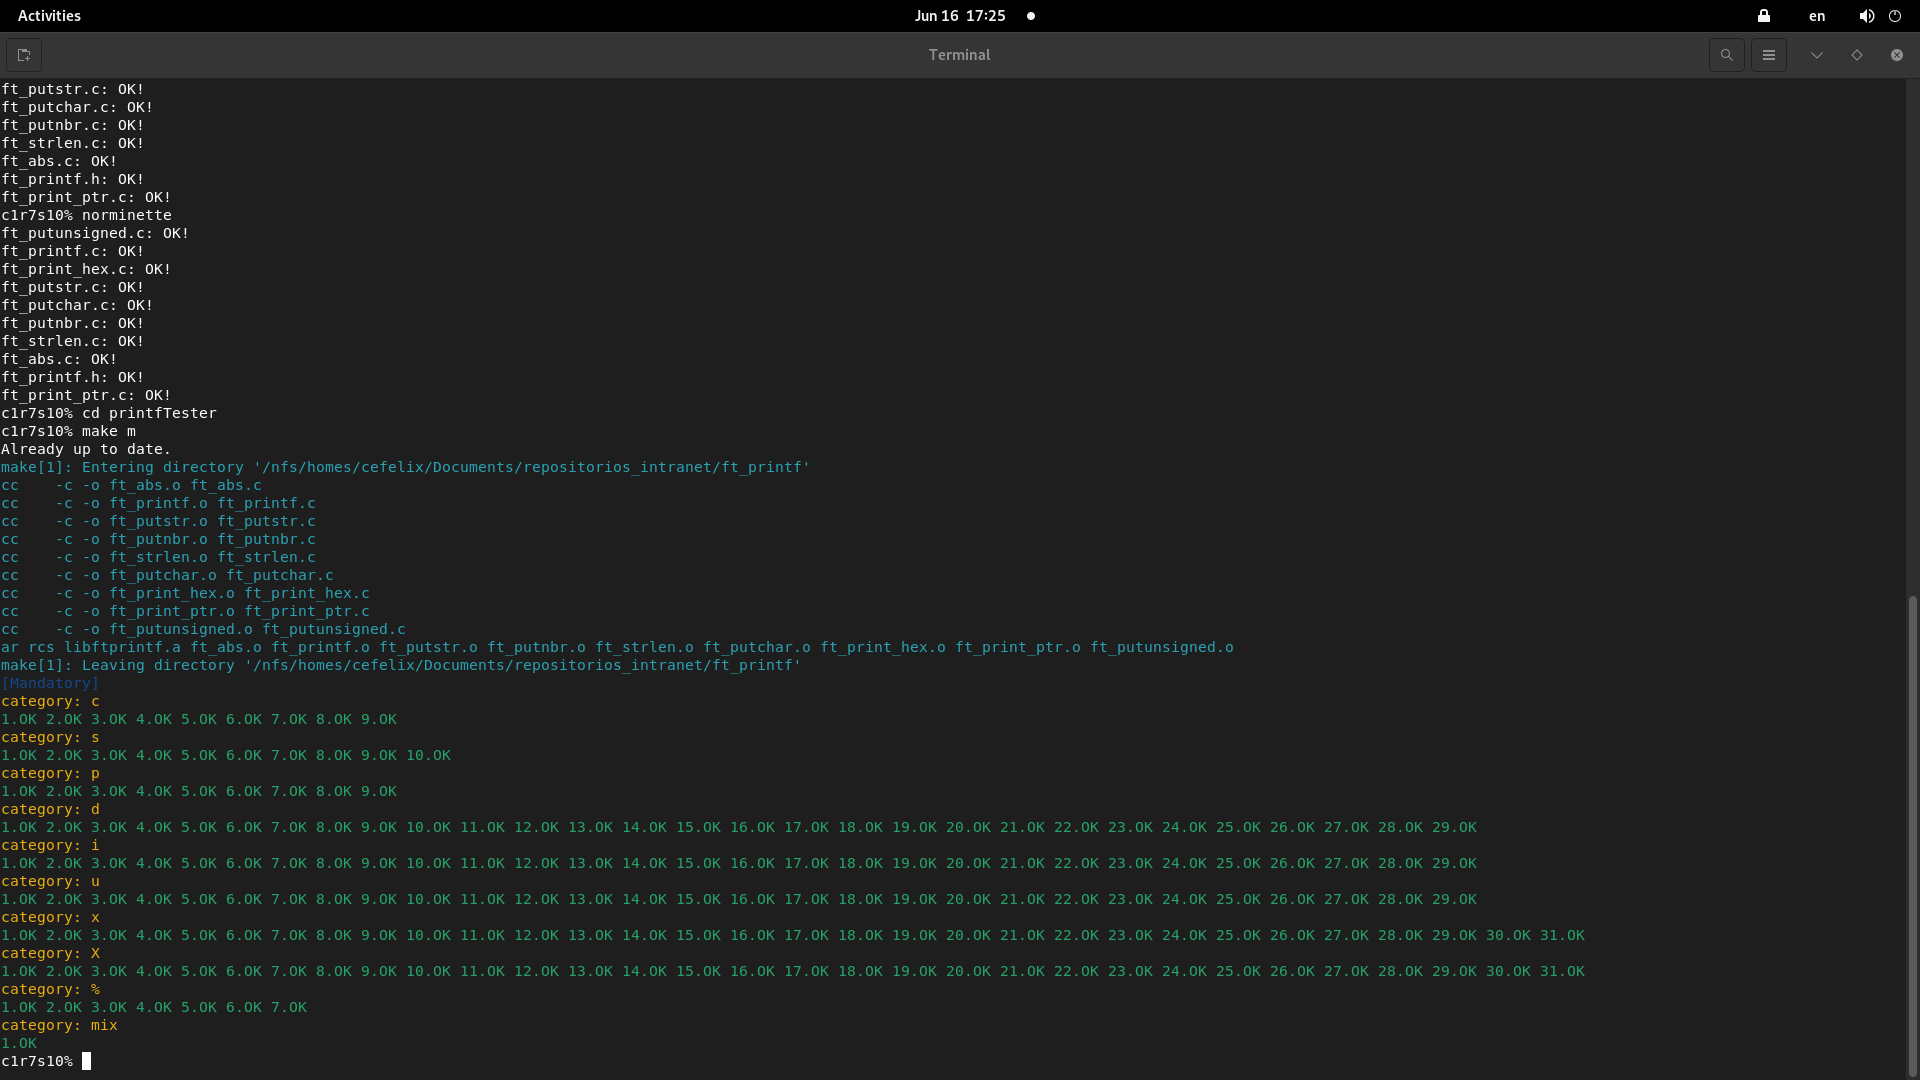 Activities
Jun 16 17:25
en
Terminal
ft_putstr.c: OK!
ft_putchar.c: OK!
ft_putnbr.c: OK!
ft_strlen.c: OK!
ft_abs.c: OK!
ft_printf.h: OK!
ft_print_ptr.c: OK!
c1r7s10% norminette
ft_putunsigned.c: OK!
ft_printf.c: OK!
ft_print_hex.c: OK!
ft_putstr.c: OK!
ft_putchar.c: OK!
ft_putnbr.c: OK!
ft_strlen.c: OK!
ft_abs.c: OK!
ft_printf.h: OK!
ft_print_ptr.c: OK!
c1r7s10% cd printfTester
c1r7s10% make m
Already up to date.
make[1]: Entering directory '/nfs/homes/cefelix/Documents/repositorios_intranet/ft_printf'
cc    -c -o ft_abs.o ft_abs.c
cc    -c -o ft_printf.o ft_printf.c
cc    -c -o ft_putstr.o ft_putstr.c
cc    -c -o ft_putnbr.o ft_putnbr.c
cc    -c -o ft_strlen.o ft_strlen.c
cc    -c -o ft_putchar.o ft_putchar.c
cc    -c -o ft_print_hex.o ft_print_hex.c
cc    -c -o ft_print_ptr.o ft_print_ptr.c
cc    -c -o ft_putunsigned.o ft_putunsigned.c
ar rcs libftprintf.a ft_abs.o ft_printf.o ft_putstr.o ft_putnbr.o ft_strlen.o ft_putchar.o ft_print_hex.o ft_print_ptr.o ft_putunsigned.o
make[1]: Leaving directory '/nfs/homes/cefelix/Documents/repositorios_intranet/ft_printf'
[Mandatory]
category: c
1.OK 2.OK 3.OK 4.OK 5.OK 6.OK 7.OK 8.OK 9.OK
category: s
1.OK 2.OK 3.OK 4.OK 5.OK 6.OK 7.OK 8.OK 9.OK 10.OK
category: p
1.OK 2.OK 3.OK 4.OK 5.OK 6.OK 7.OK 8.OK 9.OK
category: d
1.OK 2.OK 3.OK 4.OK 5.OK 6.OK 7.OK 8.OK 9.OK 10.OK 11.OK 12.OK 13.OK 14.OK 15.OK 16.OK 17.OK 18.OK 19.OK 20.OK 21.OK 22.OK 23.OK 24.OK 25.OK 26.OK 27.OK 28.OK 29.OK
category: i
1.OK 2.OK 3.OK 4.OK 5.OK 6.OK 7.OK 8.OK 9.OK 10.OK 11.OK 12.OK 13.OK 14.OK 15.OK 16.OK 17.OK 18.OK 19.OK 20.OK 21.OK 22.OK 23.OK 24.OK 25.OK 26.OK 27.OK 28.OK 29.OK
category: u
1.OK 2.OK 3.OK 4.OK 5.OK 6.OK 7.OK 8.OK 9.OK 10.OK 11.OK 12.OK 13.OK 14.OK 15.OK 16.OK 17.OK 18.OK 19.OK 20.OK 21.OK 22.OK 23.OK 24.OK 25.OK 26.OK 27.OK 28.OK 29.OK
category: x
1.OK 2.OK 3.OK 4.OK 5.OK 6.OK 7.OK 8.OK 9.OK 10.OK 11.OK 12.OK 13.OK 14.OK 15.OK 16.OK 17.OK 18.OK 19.OK 20.OK 21.OK 22.OK 23.OK 24.OK 25.OK 26.OK 27.OK 28.OK 29.OK 30.OK 31.OK
category: X
1.OK 2.OK 3.OK 4.OK 5.OK 6.OK 7.OK 8.OK 9.OK 10.OK 11.OK 12.OK 13.OK 14.OK 15.OK 16.OK 17.OK 18.OK 19.OK 20.OK 21.OK 22.OK 23.OK 24.OK 25.OK 26.OK 27.OK 28.OK 29.OK 30.OK 31.OK
category: %
1.OK 2.OK 3.OK 4.OK 5.OK 6.OK 7.OK
category: mix
1.OK
c1r7s10%